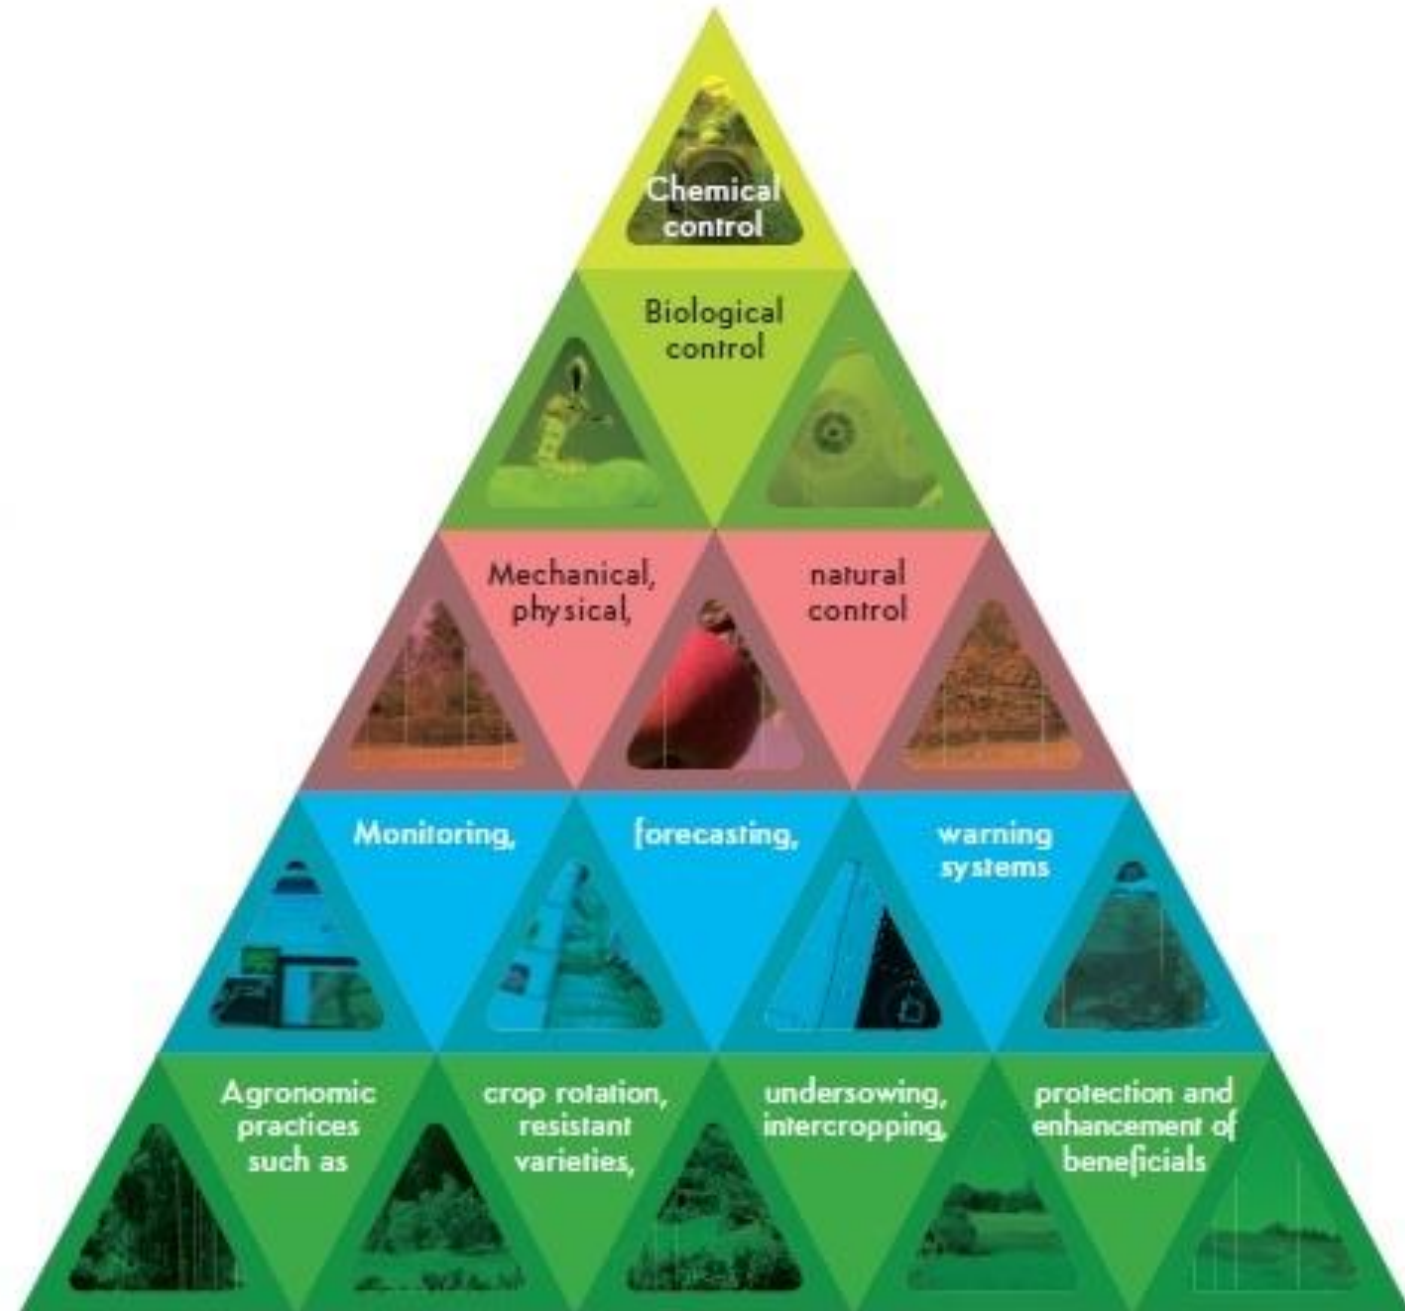 Chemical
control
Biological
control
Mechanical,
physical,
natural
control
Monitoring,
forecasting,
warning
systems
Agronomic
practices
such as
crop rotation,
resistant
varieties,
undersowing,
intercropping,
protection and
enhancement of
beneficials